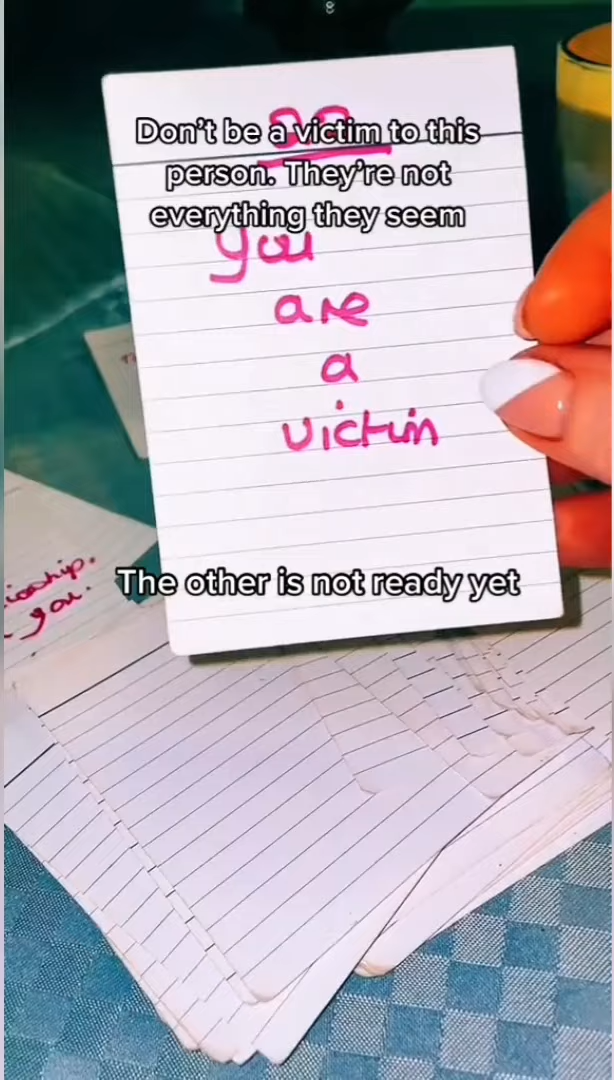 Don't be a victim to this
person. They're not
everything they seem
you
are
a
victim
you.
The other is not ready yet